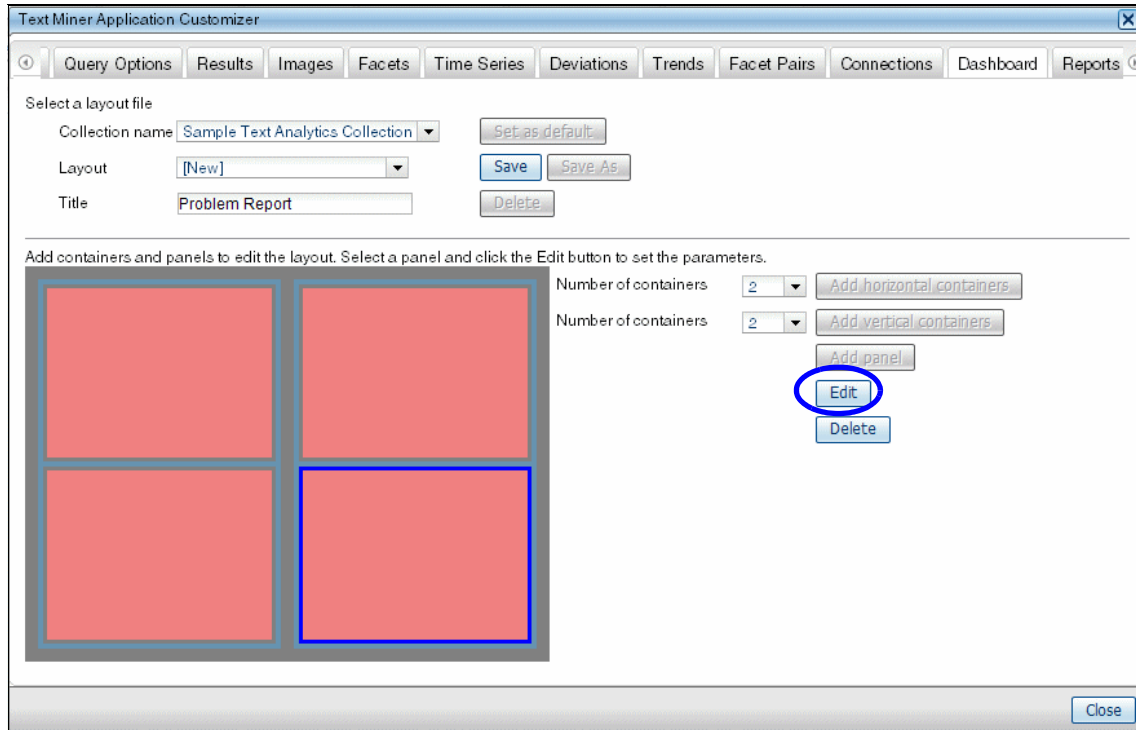 Text Miner Application Customizer
Query Options Results Images Facets Time Series Deviations Trends Facet Pairs Connections Dashboard Reports
Select a layout file
Collection name Sample Text Analytics Collection Set as default
Layout [New] Save Save As
Title Problem Report Delete
Add containers and panels to edit the layout. Select a panel and click the Edit button to set the parameters.
Number of containers 2 Add horizontal containers
Number of containers 2 Add vertical containers
Add panel
Edit
Delete
Close